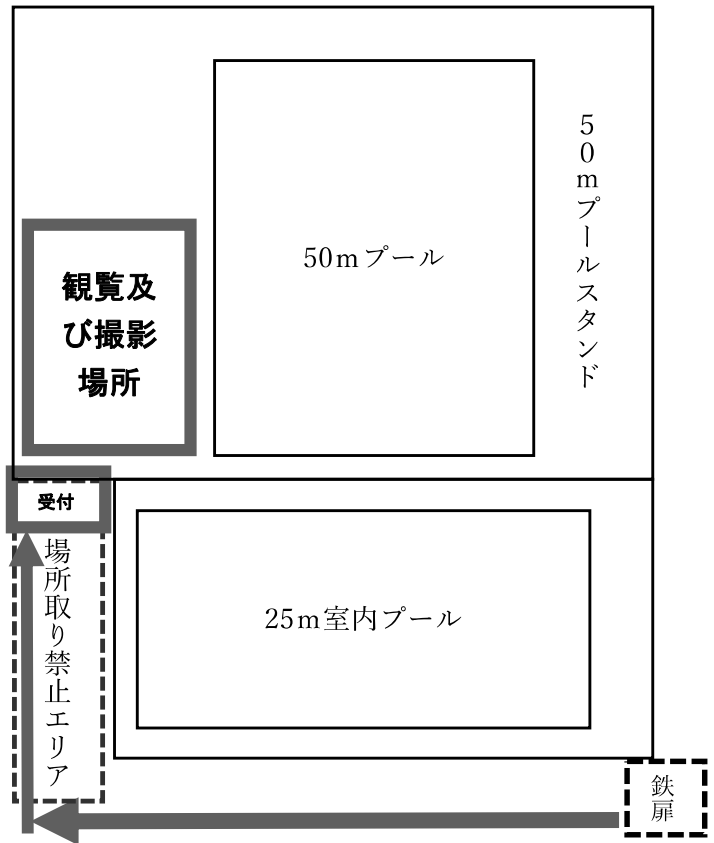 50mプールスタンド
50mプール
観覧及
び撮影
場所
受付
場所取り禁止エリア
25m室内プール
鉄扉